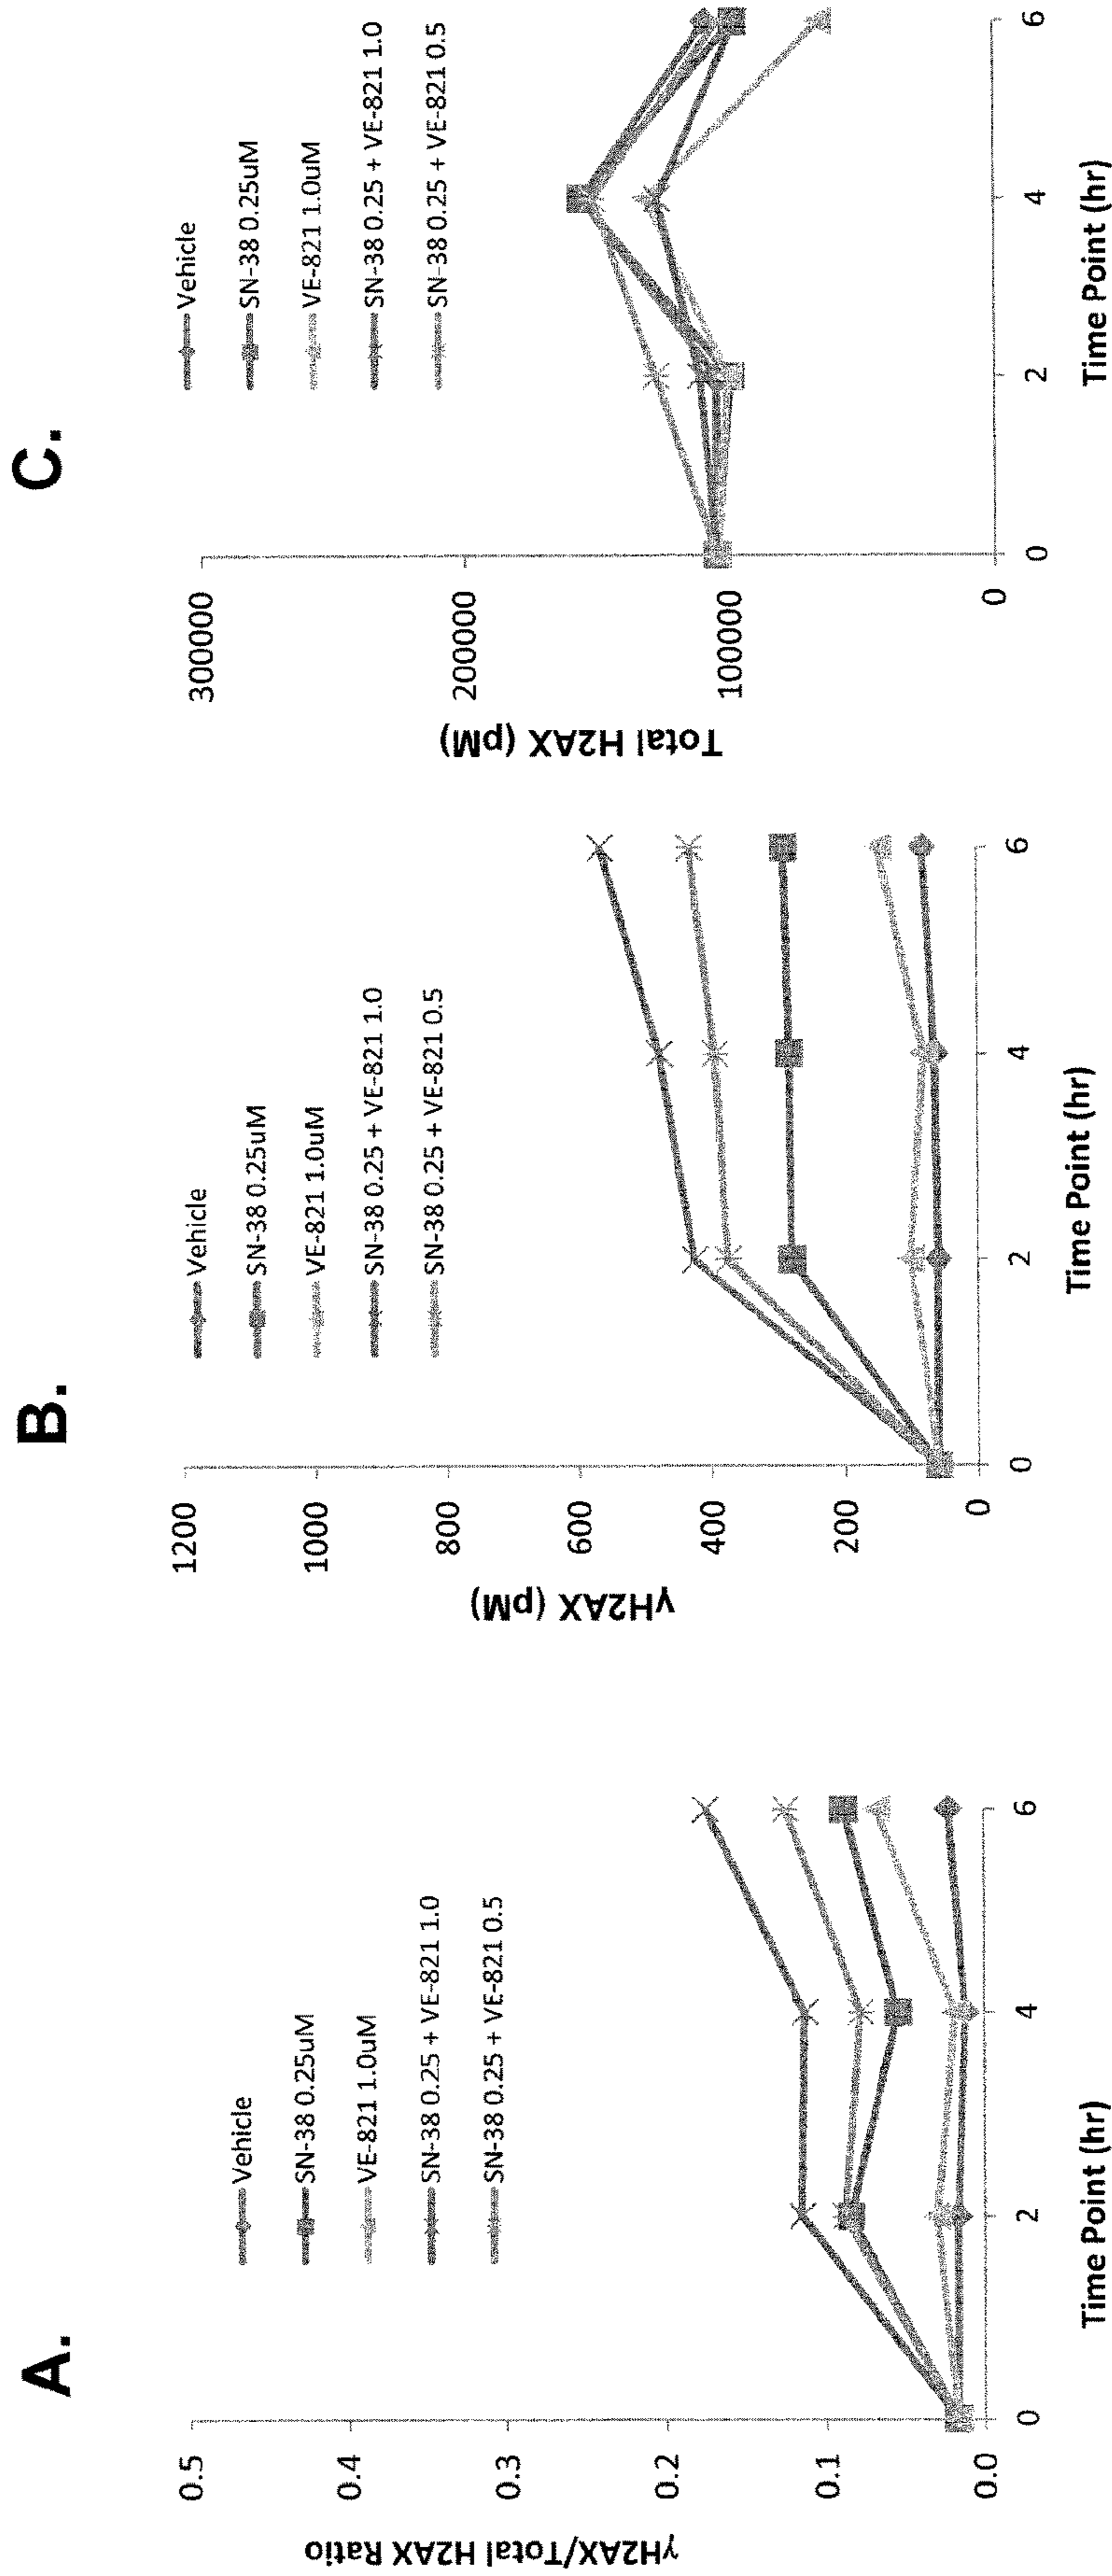 A.
γH2AX/Total H2AX Ratio
0.5
0.4
0.3
0.2
0.1
0.0
0
2
4
6
Time Point (hr)
Vehicle
SN-38 0.25uM
VE-821 1.0uM
SN-38 0.25 + VE-821 1.0
SN-38 0.25 + VE-821 0.5
B.
γH2AX (pM)
1200
1000
800
600
400
200
0
0
2
4
6
Time Point (hr)
Vehicle
SN-38 0.25uM
VE-821 1.0uM
SN-38 0.25 + VE-821 1.0
SN-38 0.25 + VE-821 0.5
C.
Total H2AX (pM)
300000
200000
100000
0
0
2
4
6
Time Point (hr)
Vehicle
SN-38 0.25uM
VE-821 1.0uM
SN-38 0.25 + VE-821 1.0
SN-38 0.25 + VE-821 0.5